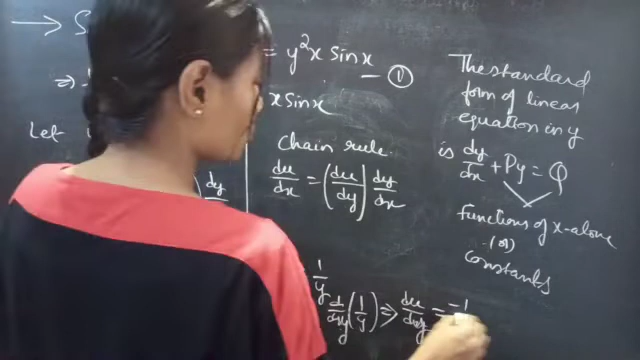 → S
= y²x sin x — ①
⇒
x sin x
Let
dy
Chain rule.
du/dx = (du/dy) dy/dx
1/y
d/dy (1/y) ⇒ du/dy = -1
The standard
form of linear
equation in y
is dy/dx + Py = Q
functions of x-alone
(or)
constants